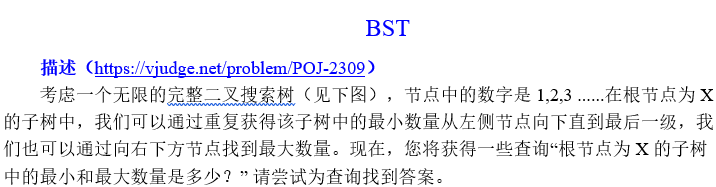 BST
描述（https://vjudge.net/problem/POJ-2309）
考虑一个无限的完整二叉搜索树（见下图），节点中的数字是 1,2,3 ......在根节点为 X
的子树中，我们可以通过重复获得该子树中的最小数量从左侧节点向下直到最后一级，我
们也可以通过向右下方节点找到最大数量。现在，您将获得一些查询“根节点为 X 的子树
中的最小和最大数量是多少？” 请尝试为查询找到答案。